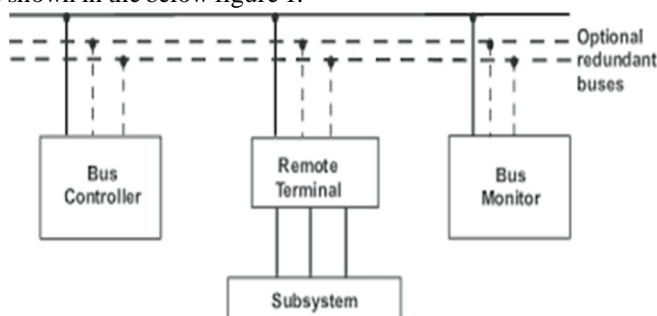 shown in the below figure 1.
Optional
redundant
buses
Bus
Controller
Remote
Terminal
Bus
Monitor
Subsystem